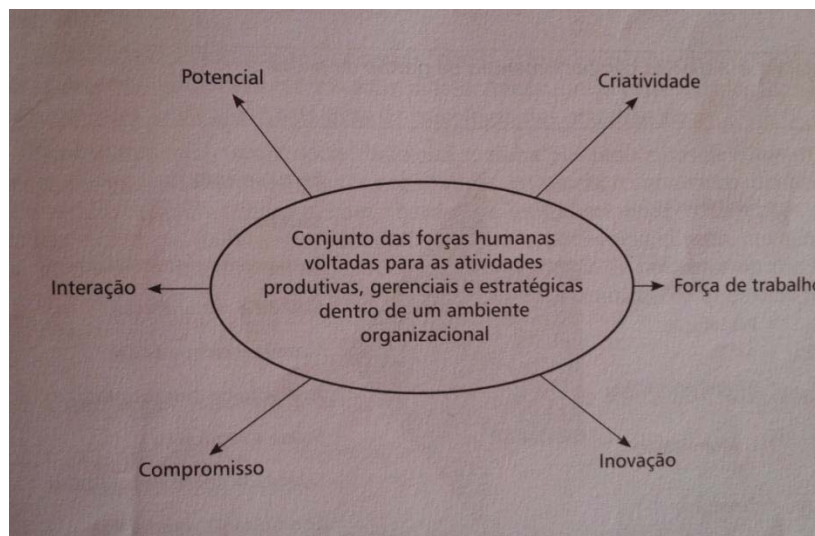 Potencial
Criatividade
Conjunto das forças humanas
voltadas para as atividades
produtivas, gerenciais e estratégicas
dentro de um ambiente
organizacional
Interação
Força de trabalho
Compromisso
Inovação